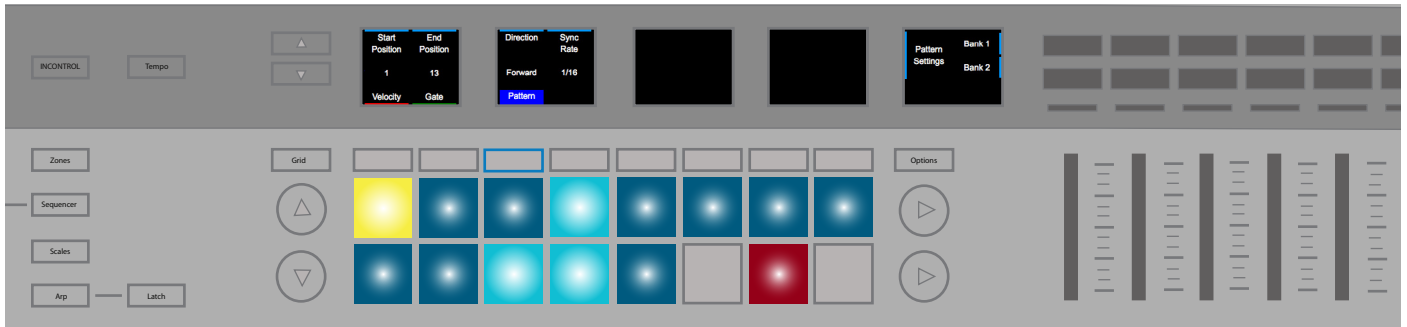 INCONTROL
Tempo
Start Position
End Position
1
13
Velocity
Gate
Direction
Sync Rate
Forward
1/16
Pattern
Pattern Settings
Bank 1
Bank 2
Zones
Grid
Options
Sequencer
Scales
Arp
Latch